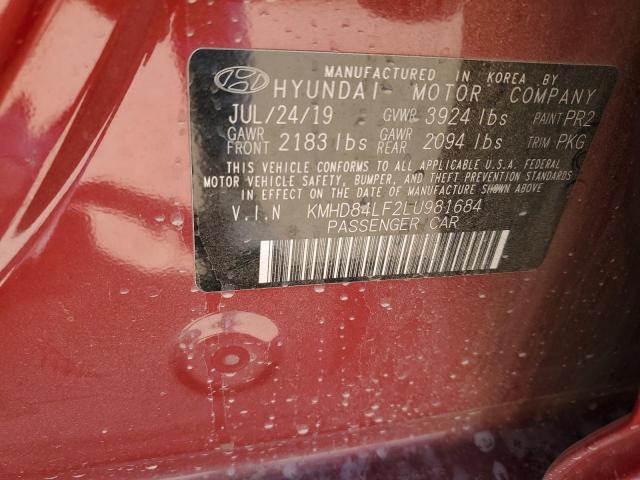 MANUFACTURED IN KOREA BY
HYUNDAI MOTOR COMPANY
JUL/24/19 GVWR 3924 lbs PAINT PR2
GAWR FRONT 2183 lbs GAWR REAR 2094 lbs TRIM PKG
THIS VEHICLE CONFORMS TO ALL APPLICABLE U.S.A. FEDERAL
MOTOR VEHICLE SAFETY, BUMPER, AND THEFT PREVENTION STANDARDS
IN EFFECT ON THE DATE OF MANUFACTURE SHOWN ABOVE
V.I.N KMHD84LF2LU981684
PASSENGER CAR